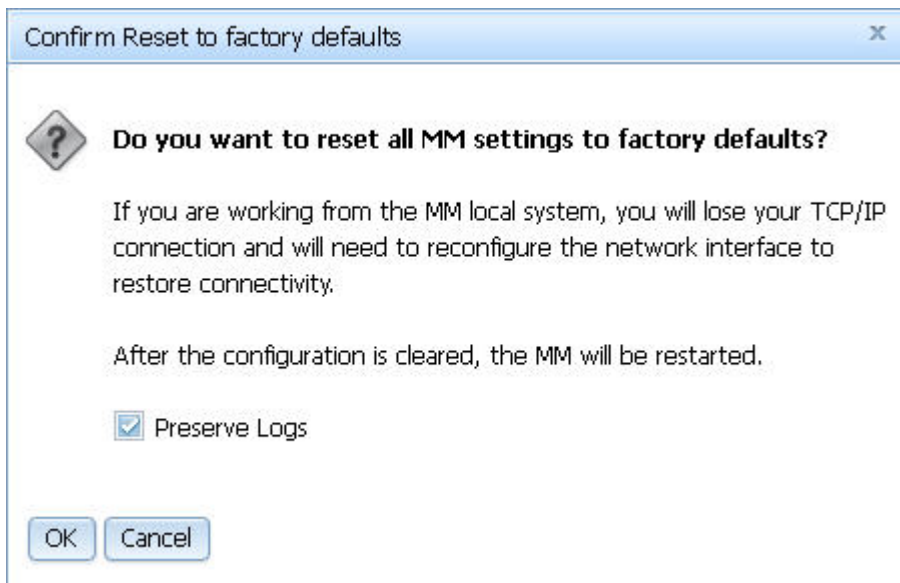 Confirm Reset to factory defaults
x
?
Do you want to reset all MM settings to factory defaults?
If you are working from the MM local system, you will lose your TCP/IP
connection and will need to reconfigure the network interface to
restore connectivity.
After the configuration is cleared, the MM will be restarted.
Preserve Logs
OK Cancel